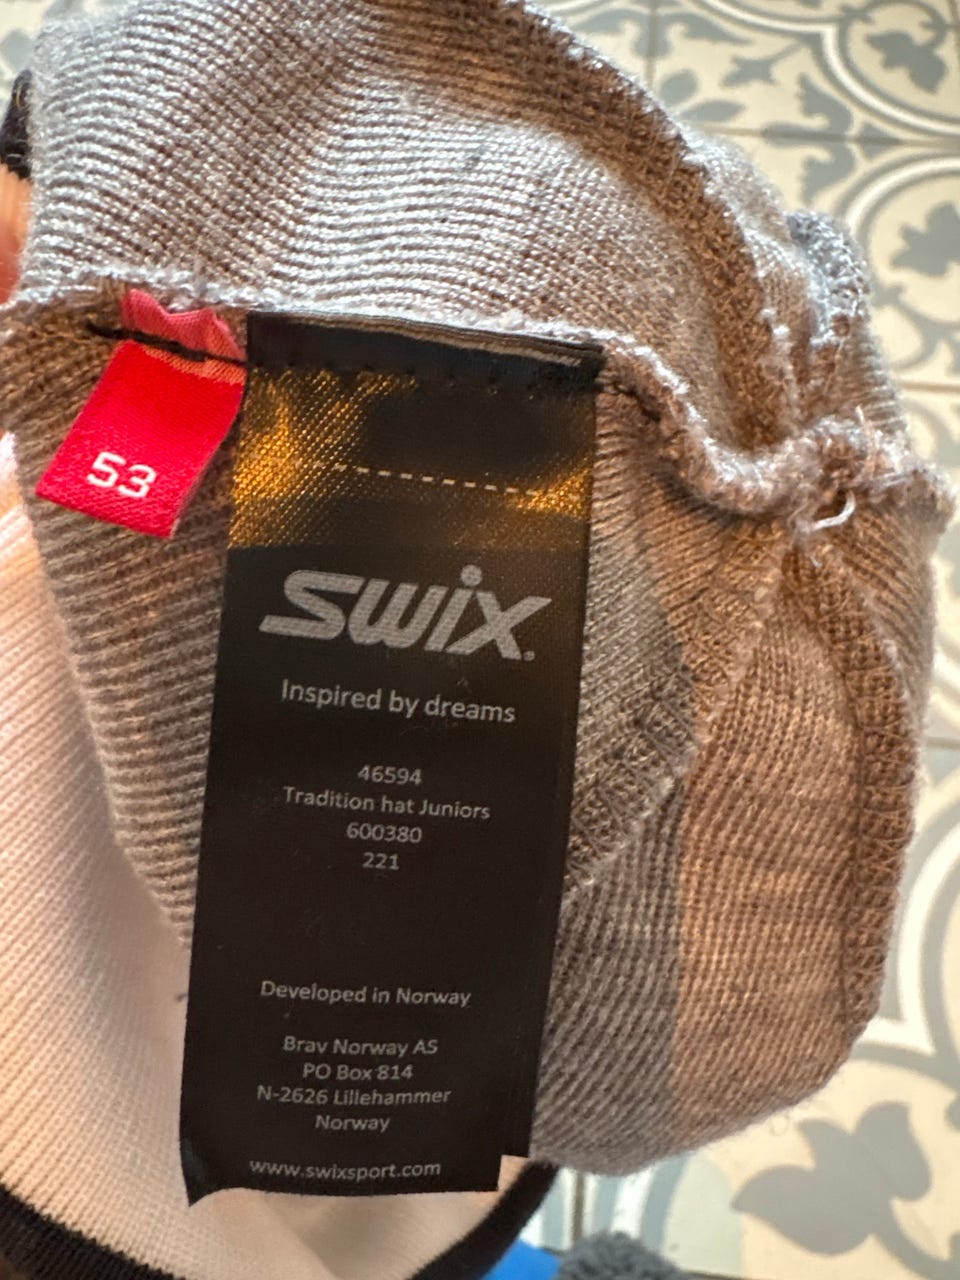 53
swix
Inspired by dreams
46594
Tradition hat Juniors
600380
221
Developed in Norway
Brav Norway AS
PO Box 814
N-2626 Lillehammer
Norway
www.swixsport.com